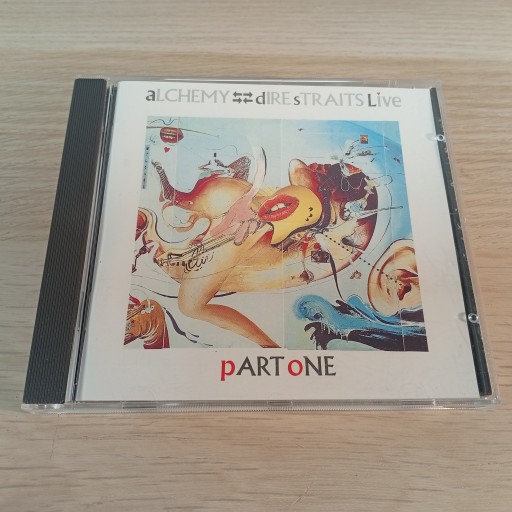 aLCHEMY ⇄ dIRE sTRAITS Live
pART oNE